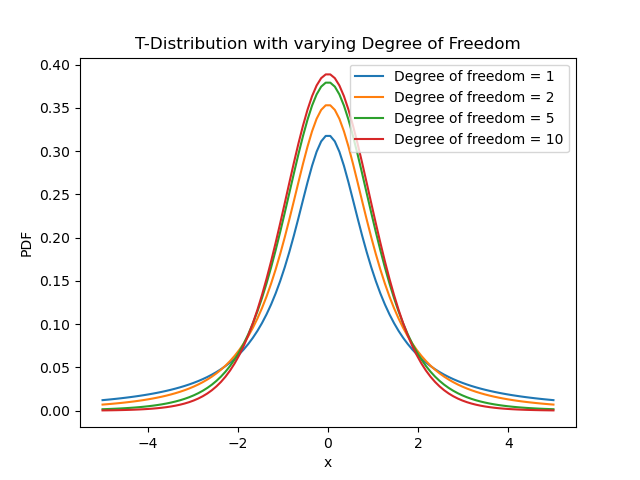 T-Distribution with varying Degree of Freedom
Degree of freedom = 1
Degree of freedom = 2
Degree of freedom = 5
Degree of freedom = 10
PDF
0.40
0.35
0.30
0.25
0.20
0.15
0.10
0.05
0.00
−4 −2 0 2 4
x